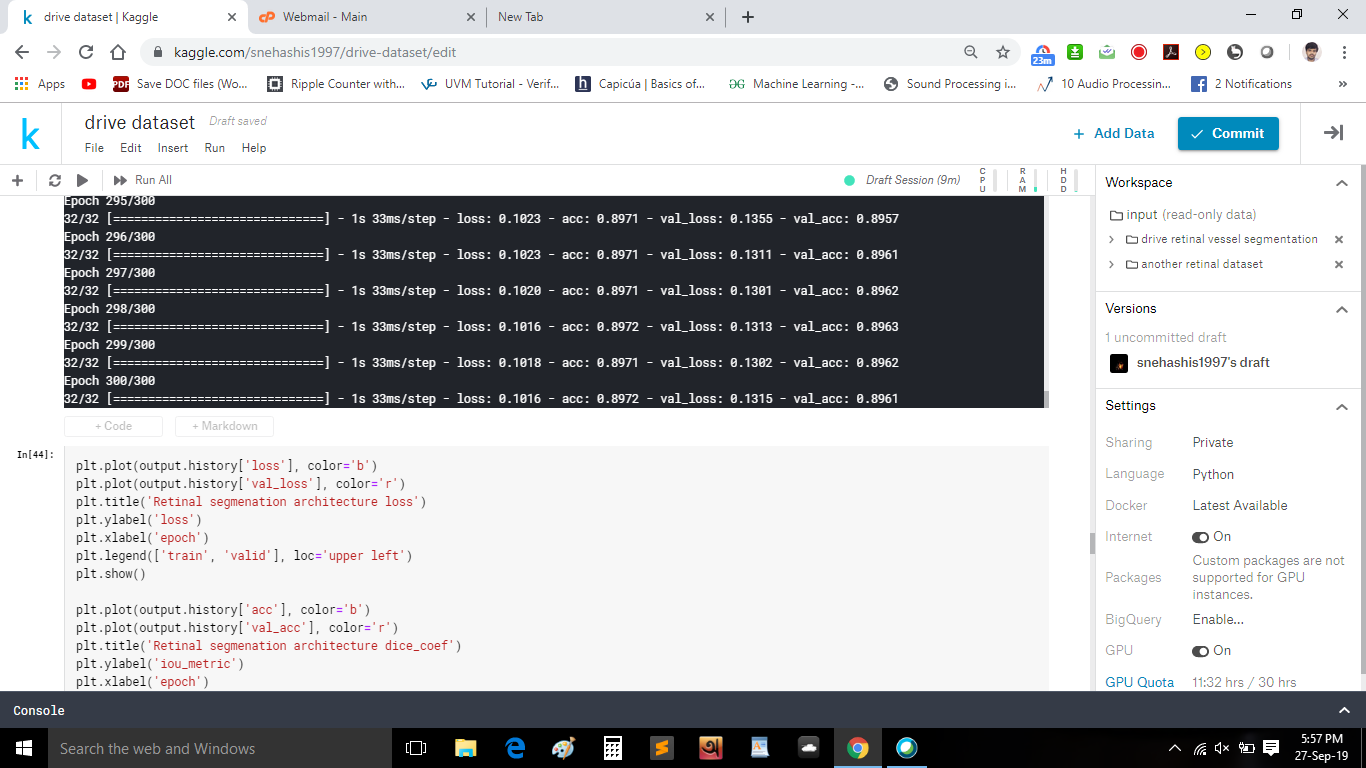 drive dataset | Kaggle
Webmail - Main
New Tab
kaggle.com/snehashis1997/drive-dataset/edit
23m
Apps
PDF Save DOC files (Wo...
Ripple Counter with...
UVM Tutorial - Verif...
h Capicúa | Basics of...
Machine Learning -...
Sound Processing i...
10 Audio Processin...
2 Notifications
»
k
drive dataset
Draft saved
File Edit Insert Run Help
+ Add Data
Commit
Run All
Draft Session (9m)
CPU
RAM
HDD
Epoch 295/300
32/32 [==============================] - 1s 33ms/step - loss: 0.1023 - acc: 0.8971 - val_loss: 0.1355 - val_acc: 0.8957
Epoch 296/300
32/32 [==============================] - 1s 33ms/step - loss: 0.1023 - acc: 0.8971 - val_loss: 0.1311 - val_acc: 0.8961
Epoch 297/300
32/32 [==============================] - 1s 33ms/step - loss: 0.1020 - acc: 0.8971 - val_loss: 0.1301 - val_acc: 0.8962
Epoch 298/300
32/32 [==============================] - 1s 33ms/step - loss: 0.1016 - acc: 0.8972 - val_loss: 0.1313 - val_acc: 0.8963
Epoch 299/300
32/32 [==============================] - 1s 33ms/step - loss: 0.1018 - acc: 0.8971 - val_loss: 0.1302 - val_acc: 0.8962
Epoch 300/300
32/32 [==============================] - 1s 33ms/step - loss: 0.1016 - acc: 0.8972 - val_loss: 0.1315 - val_acc: 0.8961
+ Code
+ Markdown
In[44]:
plt.plot(output.history['loss'], color='b')
plt.plot(output.history['val_loss'], color='r')
plt.title('Retinal segmenation architecture loss')
plt.ylabel('loss')
plt.xlabel('epoch')
plt.legend(['train', 'valid'], loc='upper left')
plt.show()
plt.plot(output.history['acc'], color='b')
plt.plot(output.history['val_acc'], color='r')
plt.title('Retinal segmenation architecture dice_coef')
plt.ylabel('iou_metric')
plt.xlabel('epoch')
Workspace
input (read-only data)
drive retinal vessel segmentation
another retinal dataset
Versions
1 uncommitted draft
snehashis1997's draft
Settings
Sharing Private
Language Python
Docker Latest Available
Internet On
Packages Custom packages are not
supported for GPU
instances.
BigQuery Enable...
GPU On
GPU Quota 11:32 hrs / 30 hrs
Console
Search the web and Windows
5:57 PM
27-Sep-19